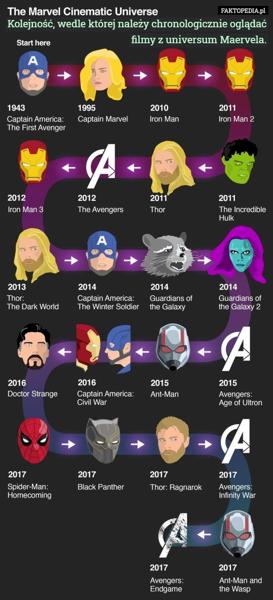 The Marvel Cinematic Universe
FAKTOPEDIA.pl
Kolejność, wedle której należy chronologicznie oglądać
filmy z uniwersum Maervela.
Start here
1943
Captain America:
The First Avenger
1995
Captain Marvel
2010
Iron Man
2011
Iron Man 2
2012
Iron Man 3
2012
The Avengers
2011
Thor
2011
The Incredible
Hulk
2013
Thor:
The Dark World
2014
Captain America:
The Winter Soldier
2014
Guardians of
the Galaxy
2014
Guardians of
the Galaxy 2
2016
Doctor Strange
2016
Captain America:
Civil War
2015
Ant-Man
2015
Avengers:
Age of Ultron
2017
Spider-Man:
Homecoming
2017
Black Panther
2017
Thor: Ragnarok
2017
Avengers:
Infinity War
2017
Avengers:
Endgame
2017
Ant-Man and
the Wasp